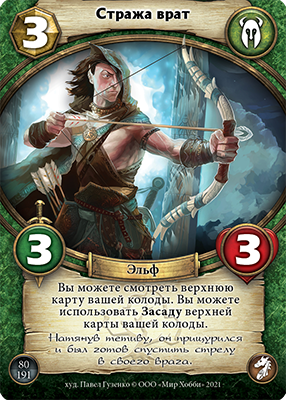 3
Стража врат
3
3
Эльф
Вы можете смотреть верхнюю
карту вашей колоды. Вы можете
использовать Засаду верхней
карты вашей колоды.
Натянув тетиву, он прищурился
и был готов спустить стрелу
в своего врага.
80
191
худ. Павел Гузенко © ООО «Мир Хобби» 2021